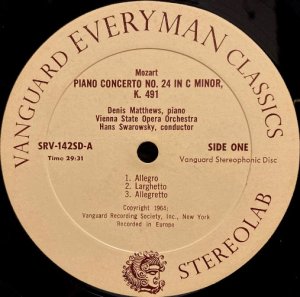 VANGUARD EVERYMAN CLASSICS
Mozart
PIANO CONCERTO NO. 24 IN C MINOR,
K. 491
Denis Matthews, piano
Vienna State Opera Orchestra
Hans Swarowsky, conductor
SRV-142SD-A
SIDE ONE
Time 29:31
Vanguard Stereophonic Disc
1. Allegro
2. Larghetto
3. Allegretto
Copyright 1964;
Vanguard Recording Society, Inc., New York
Recorded in Europe
STEREOLAB